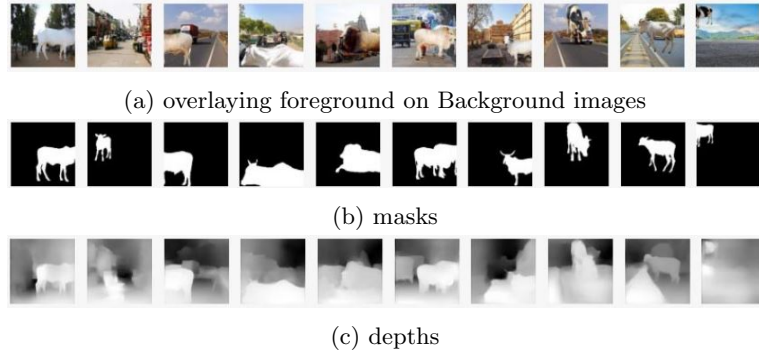 (a) overlaying foreground on Background images
(b) masks
(c) depths